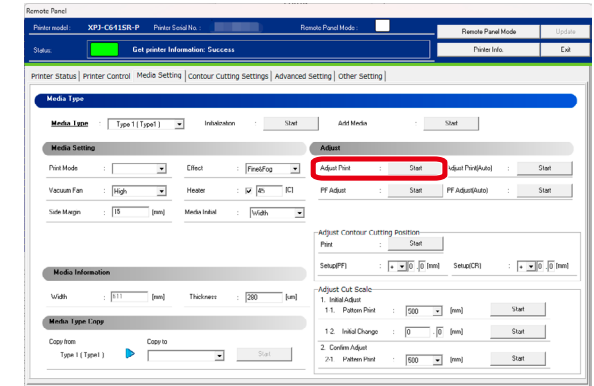 Remote Panel
Printer model : XPJ-C641SR-P Printer Serial No. : Remote Panel Mode : Remote Panel Mode Update
Status: Get printer Information: Success Printer Info. Exit
Printer Status Printer Control Media Setting Contour Cutting Settings Advanced Setting Other Setting
Media Type
Media Type : Type 1 ( Type1 ) Initialization : Start Add Media : Start
Media Setting Adjust
Print Mode : Effect : Fine&Fog Adjust Print : Start Adjust Print(Auto) : Start
Vacuum Fan : High Heater : 45 [C] PF Adjust : Start PF Adjust(Auto) : Start
Side Margin : 15 [mm] Media Initial : Width
Adjust Contour Cutting Position
Print : Start
Setup(PF) : + 0 . 0 [mm] Setup(CR) : + 0 . 0 [mm]
Media Information
Adjust Cut Scale
1. Initial Adjust
Width : [mm] Thickness : 280 [um] 1-1. Pattern Print : 500 [mm] Start
Media Type Copy
1-2. Initial Change : 0 . 0 [mm] Start
Copy from Copy to
2. Confirm Adjust
Type 1 ( Type1 ) Start 2-1 Pattern Print : 500 [mm] Start